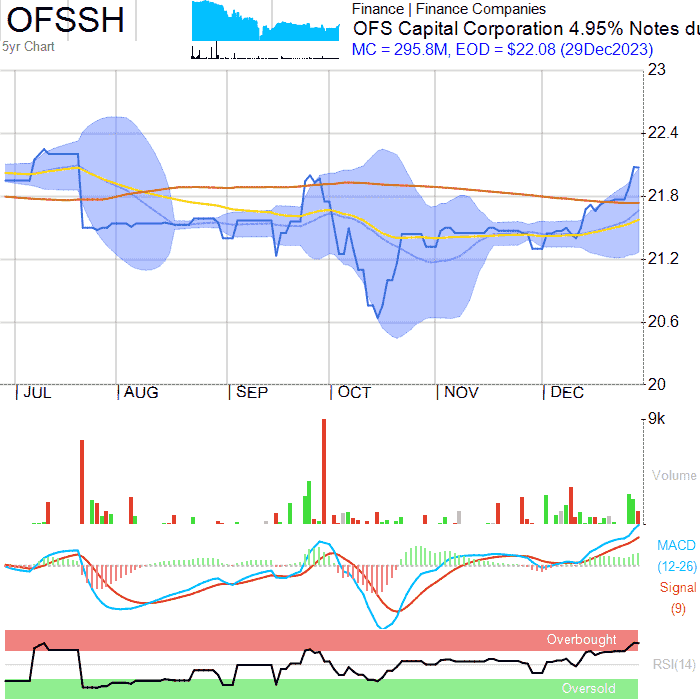 OFSSH
5yr Chart
Finance | Finance Companies
OFS Capital Corporation 4.95% Notes du
MC = 295.8M, EOD = $22.08 (29Dec2023)
23
22.4
21.8
21.2
20.6
20
JUL
AUG
SEP
OCT
NOV
DEC
9k
Volume
MACD
(12-26)
Signal
(9)
Overbought
RSI(14)
Oversold